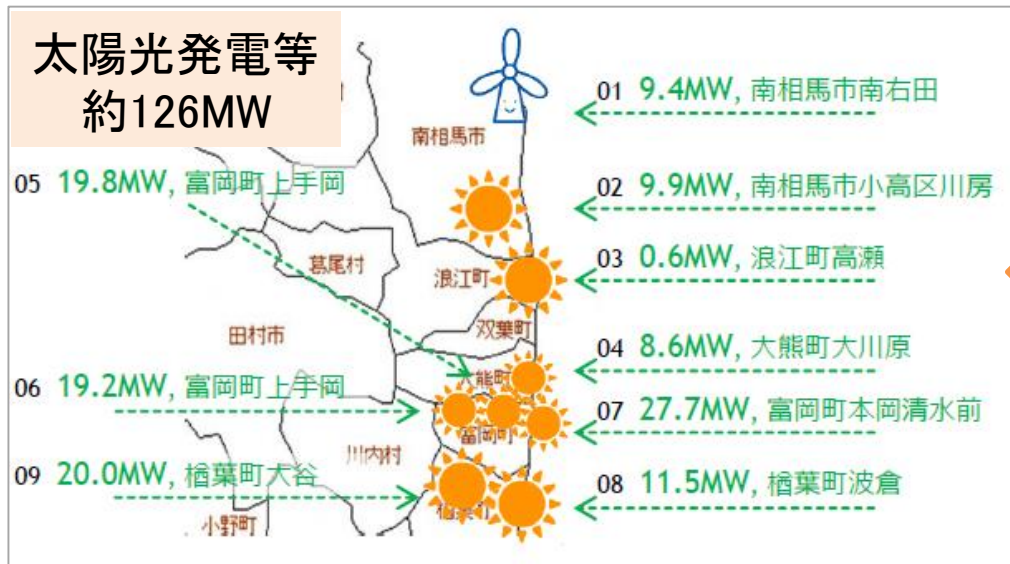 太陽光発電等
約126MW
南相馬市
01 9.4MW, 南相馬市南右田
05 19.8MW, 富岡町上手岡
02 9.9MW, 南相馬市小高区川房
葛尾村
浪江町
03 0.6MW, 浪江町高瀬
田村市
双葉町
04 8.6MW, 大熊町大川原
06 19.2MW, 富岡町上手岡
大熊町
07 27.7MW, 富岡町本岡清水前
富岡町
川内村
09 20.0MW, 楢葉町大谷
08 11.5MW, 楢葉町波倉
小野町